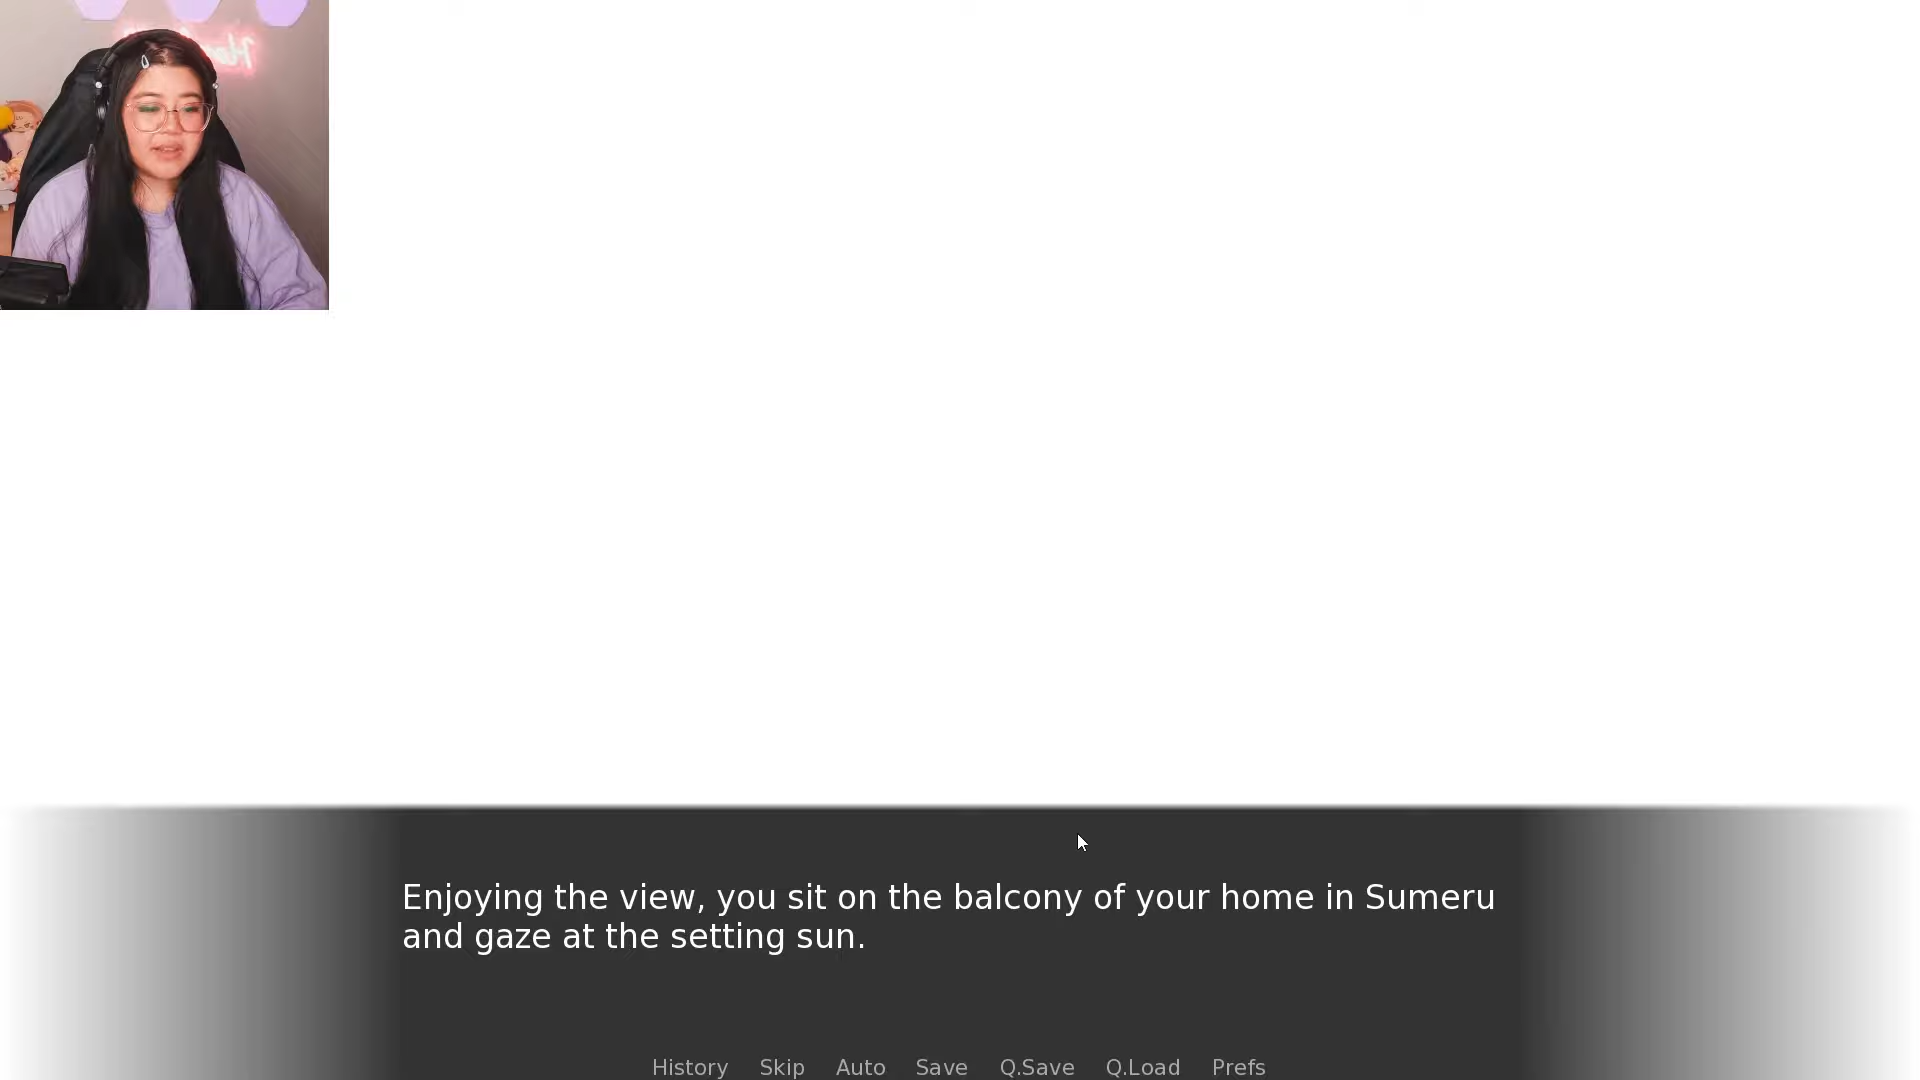 Enjoying the view, you sit on the balcony of your home in Sumeru
and gaze at the setting sun.
History Skip Auto Save Q.Save Q.Load Prefs